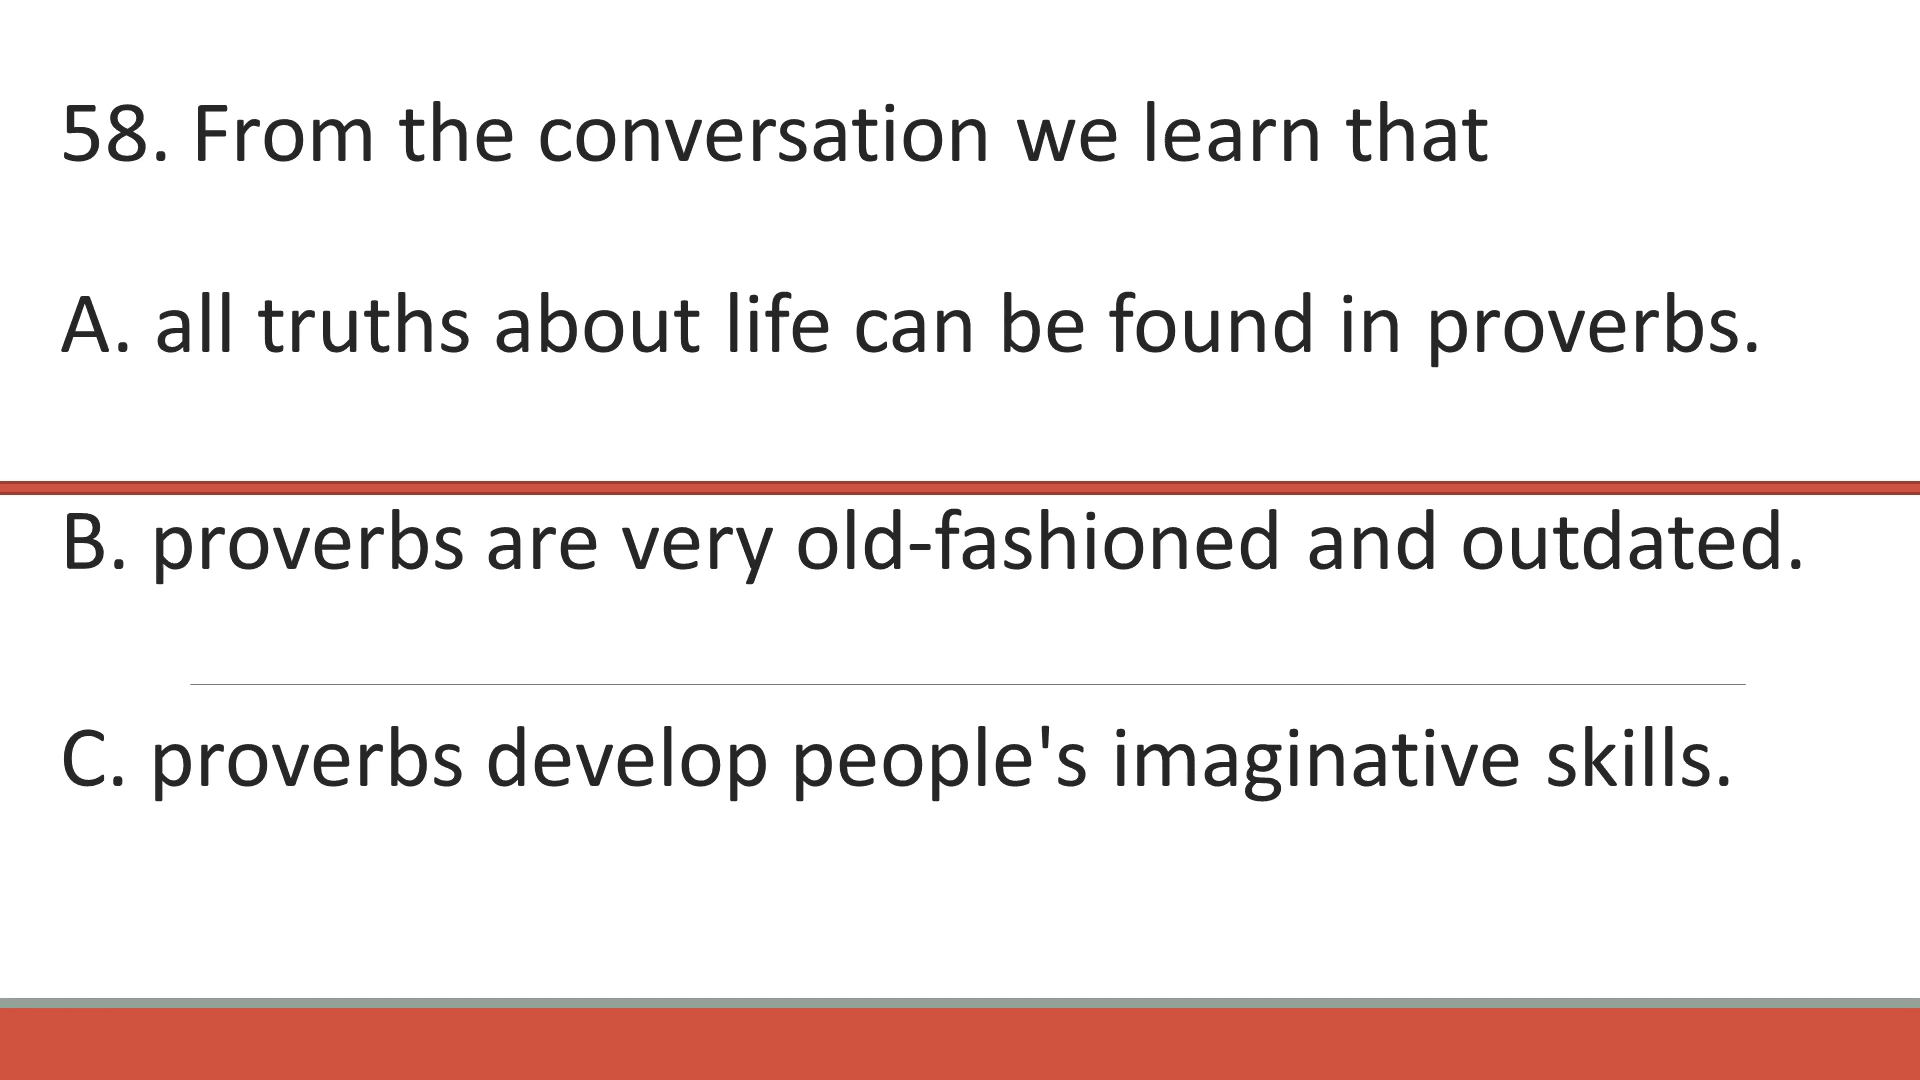 58. From the conversation we learn that
A. all truths about life can be found in proverbs.
B. proverbs are very old-fashioned and outdated.
C. proverbs develop people's imaginative skills.